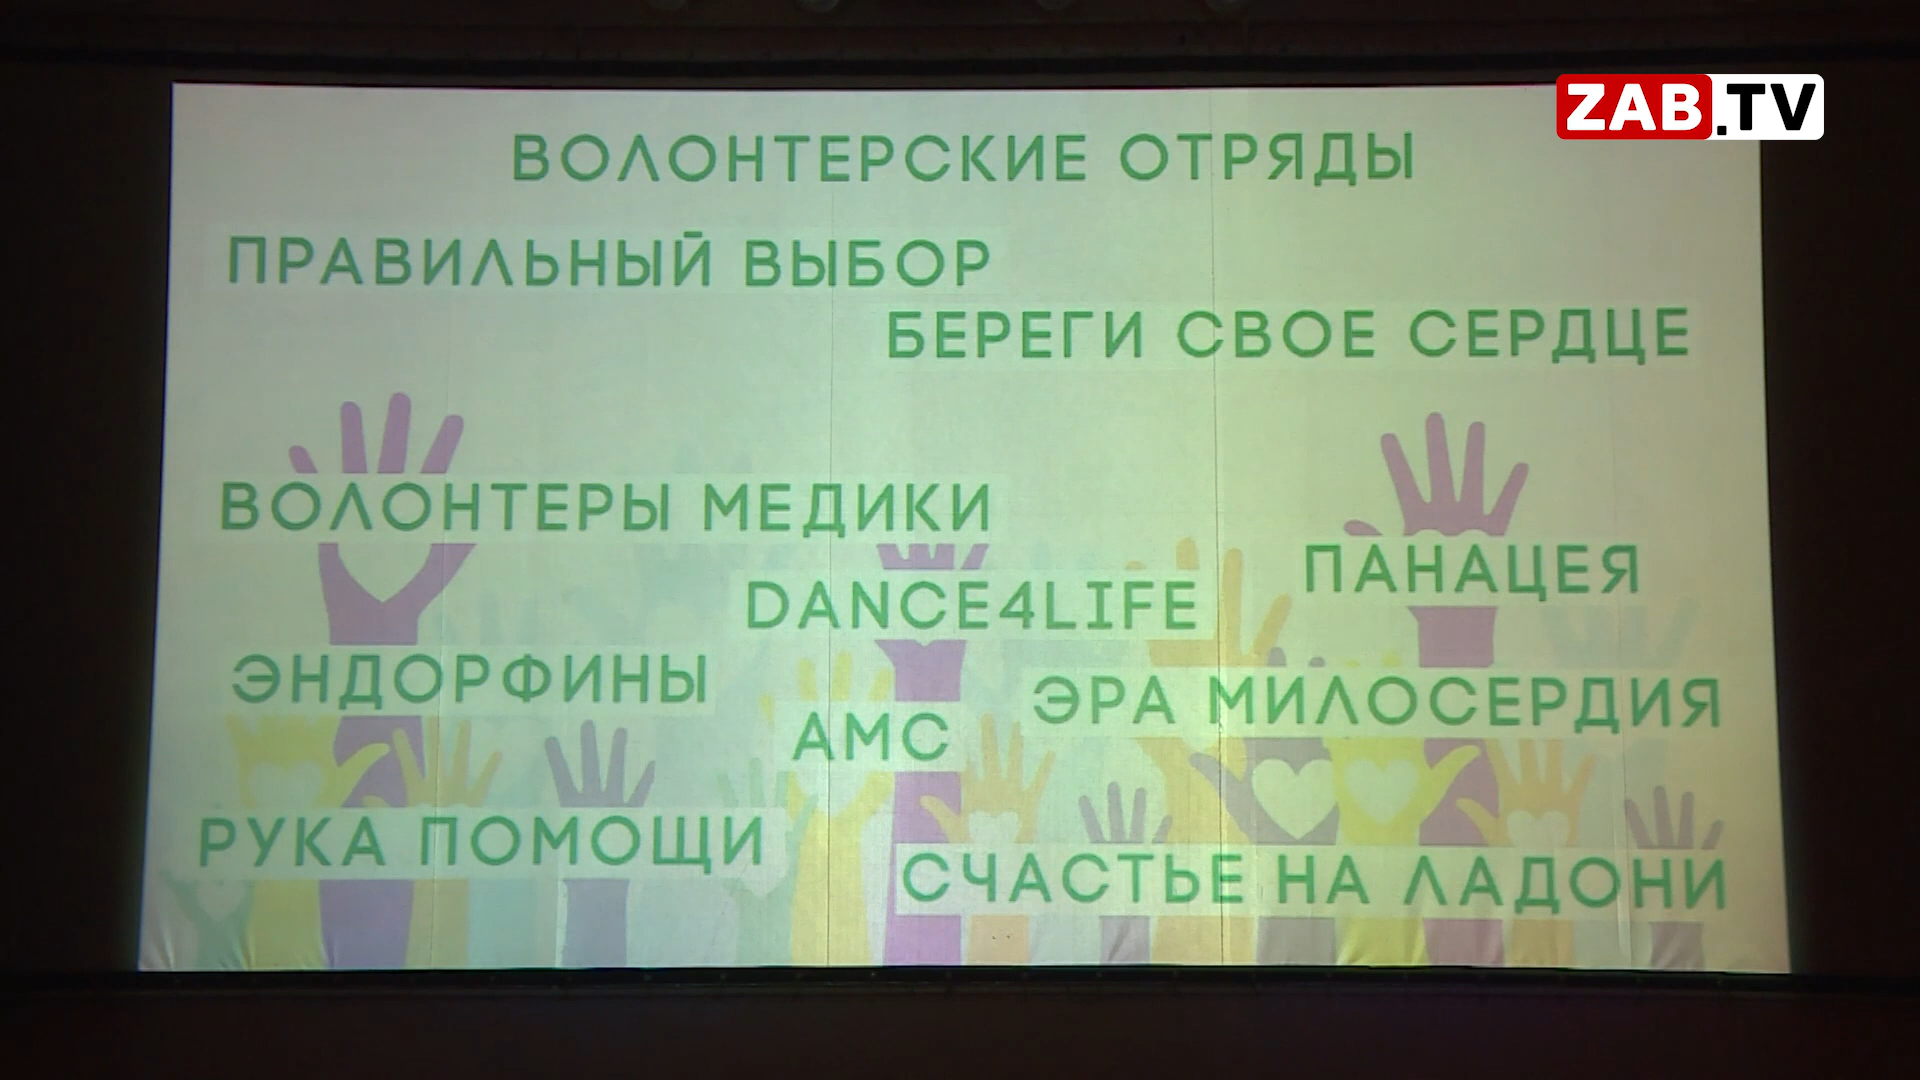 ZAB.TV
ВОЛОНТЕРСКИЕ ОТРЯДЫ
ПРАВИЛЬНЫЙ ВЫБОР
БЕРЕГИ СВОЕ СЕРДЦЕ
ВОЛОНТЕРЫ МЕДИКИ
ПАНАЦЕЯ
DANCE4LIFE
ЭНДОРФИНЫ
ЭРА МИЛОСЕРДИЯ
АМС
РУКА ПОМОЩИ
СЧАСТЬЕ НА ЛАДОНИ